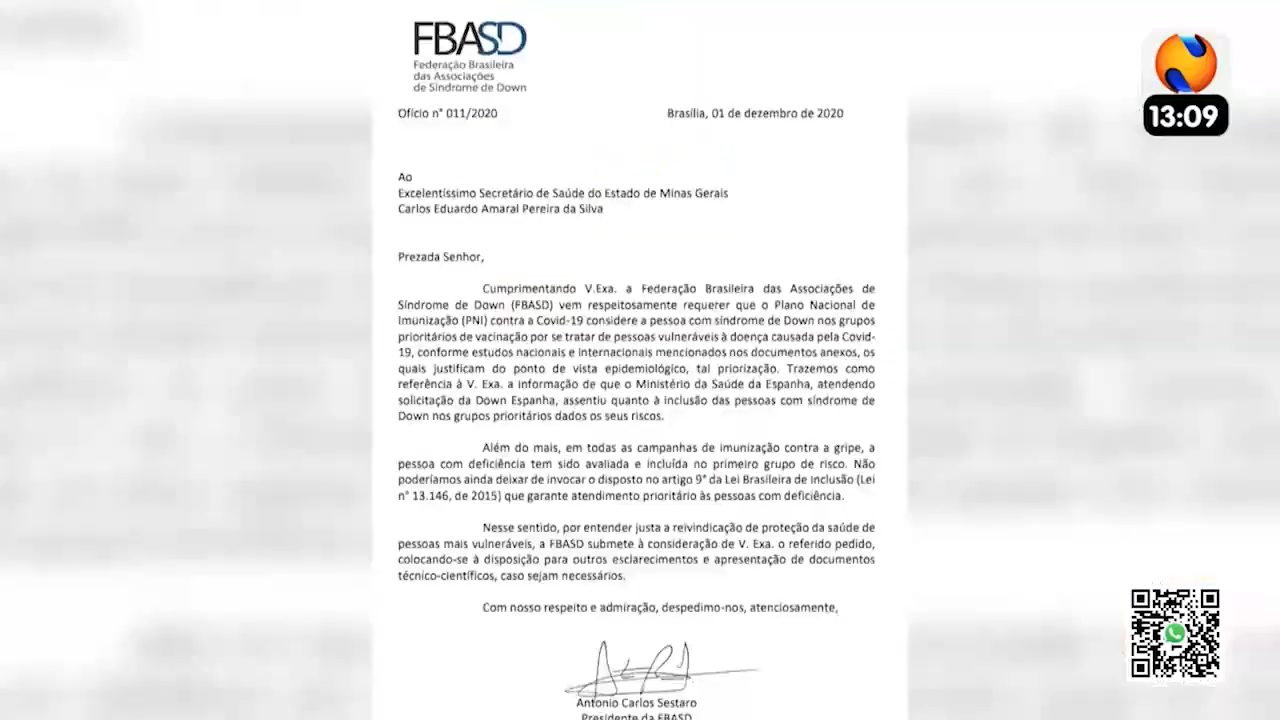 FBASD
Federação Brasileira
das Associações
de Síndrome de Down
Ofício n° 011/2020
Brasília, 01 de dezembro de 2020
13:09
Ao
Excelentíssimo Secretário de Saúde do Estado de Minas Gerais
Carlos Eduardo Amaral Pereira da Silva
Prezada Senhor,
Cumprimentando V.Exa. a Federação Brasileira das Associações de
Síndrome de Down (FBASD) vem respeitosamente requerer que o Plano Nacional de
Imunização (PNI) contra a Covid-19 considere a pessoa com síndrome de Down nos grupos
prioritários de vacinação por se tratar de pessoas vulneráveis à doença causada pela Covid-
19, conforme estudos nacionais e internacionais mencionados nos documentos anexos, os
quais justificam do ponto de vista epidemiológico, tal priorização. Trazemos como
referência à V. Exa. a informação de que o Ministério da Saúde da Espanha, atendendo
solicitação da Down Espanha, assentiu quanto à inclusão das pessoas com síndrome de
Down nos grupos prioritários dados os seus riscos.
Além do mais, em todas as campanhas de imunização contra a gripe, a
pessoa com deficiência tem sido avaliada e incluída no primeiro grupo de risco. Não
poderíamos ainda deixar de invocar o disposto no artigo 9° da Lei Brasileira de Inclusão (Lei
n° 13.146, de 2015) que garante atendimento prioritário às pessoas com deficiência.
Nesse sentido, por entender justa a reivindicação de proteção da saúde de
pessoas mais vulneráveis, a FBASD submete à consideração de V. Exa. o referido pedido,
colocando-se à disposição para outros esclarecimentos e apresentação de documentos
técnico-científicos, caso sejam necessários.
Com nosso respeito e admiração, despedimo-nos, atenciosamente,
Antonio Carlos Sestaro
Presidente da FBASD